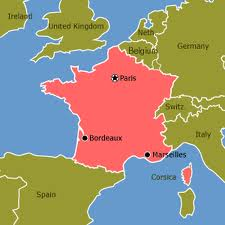 Ireland
United Kingdom
Neth
Belgium
Germany
Paris
Switz.
Bordeaux
Italy
Marseilles
Corsica
Spain